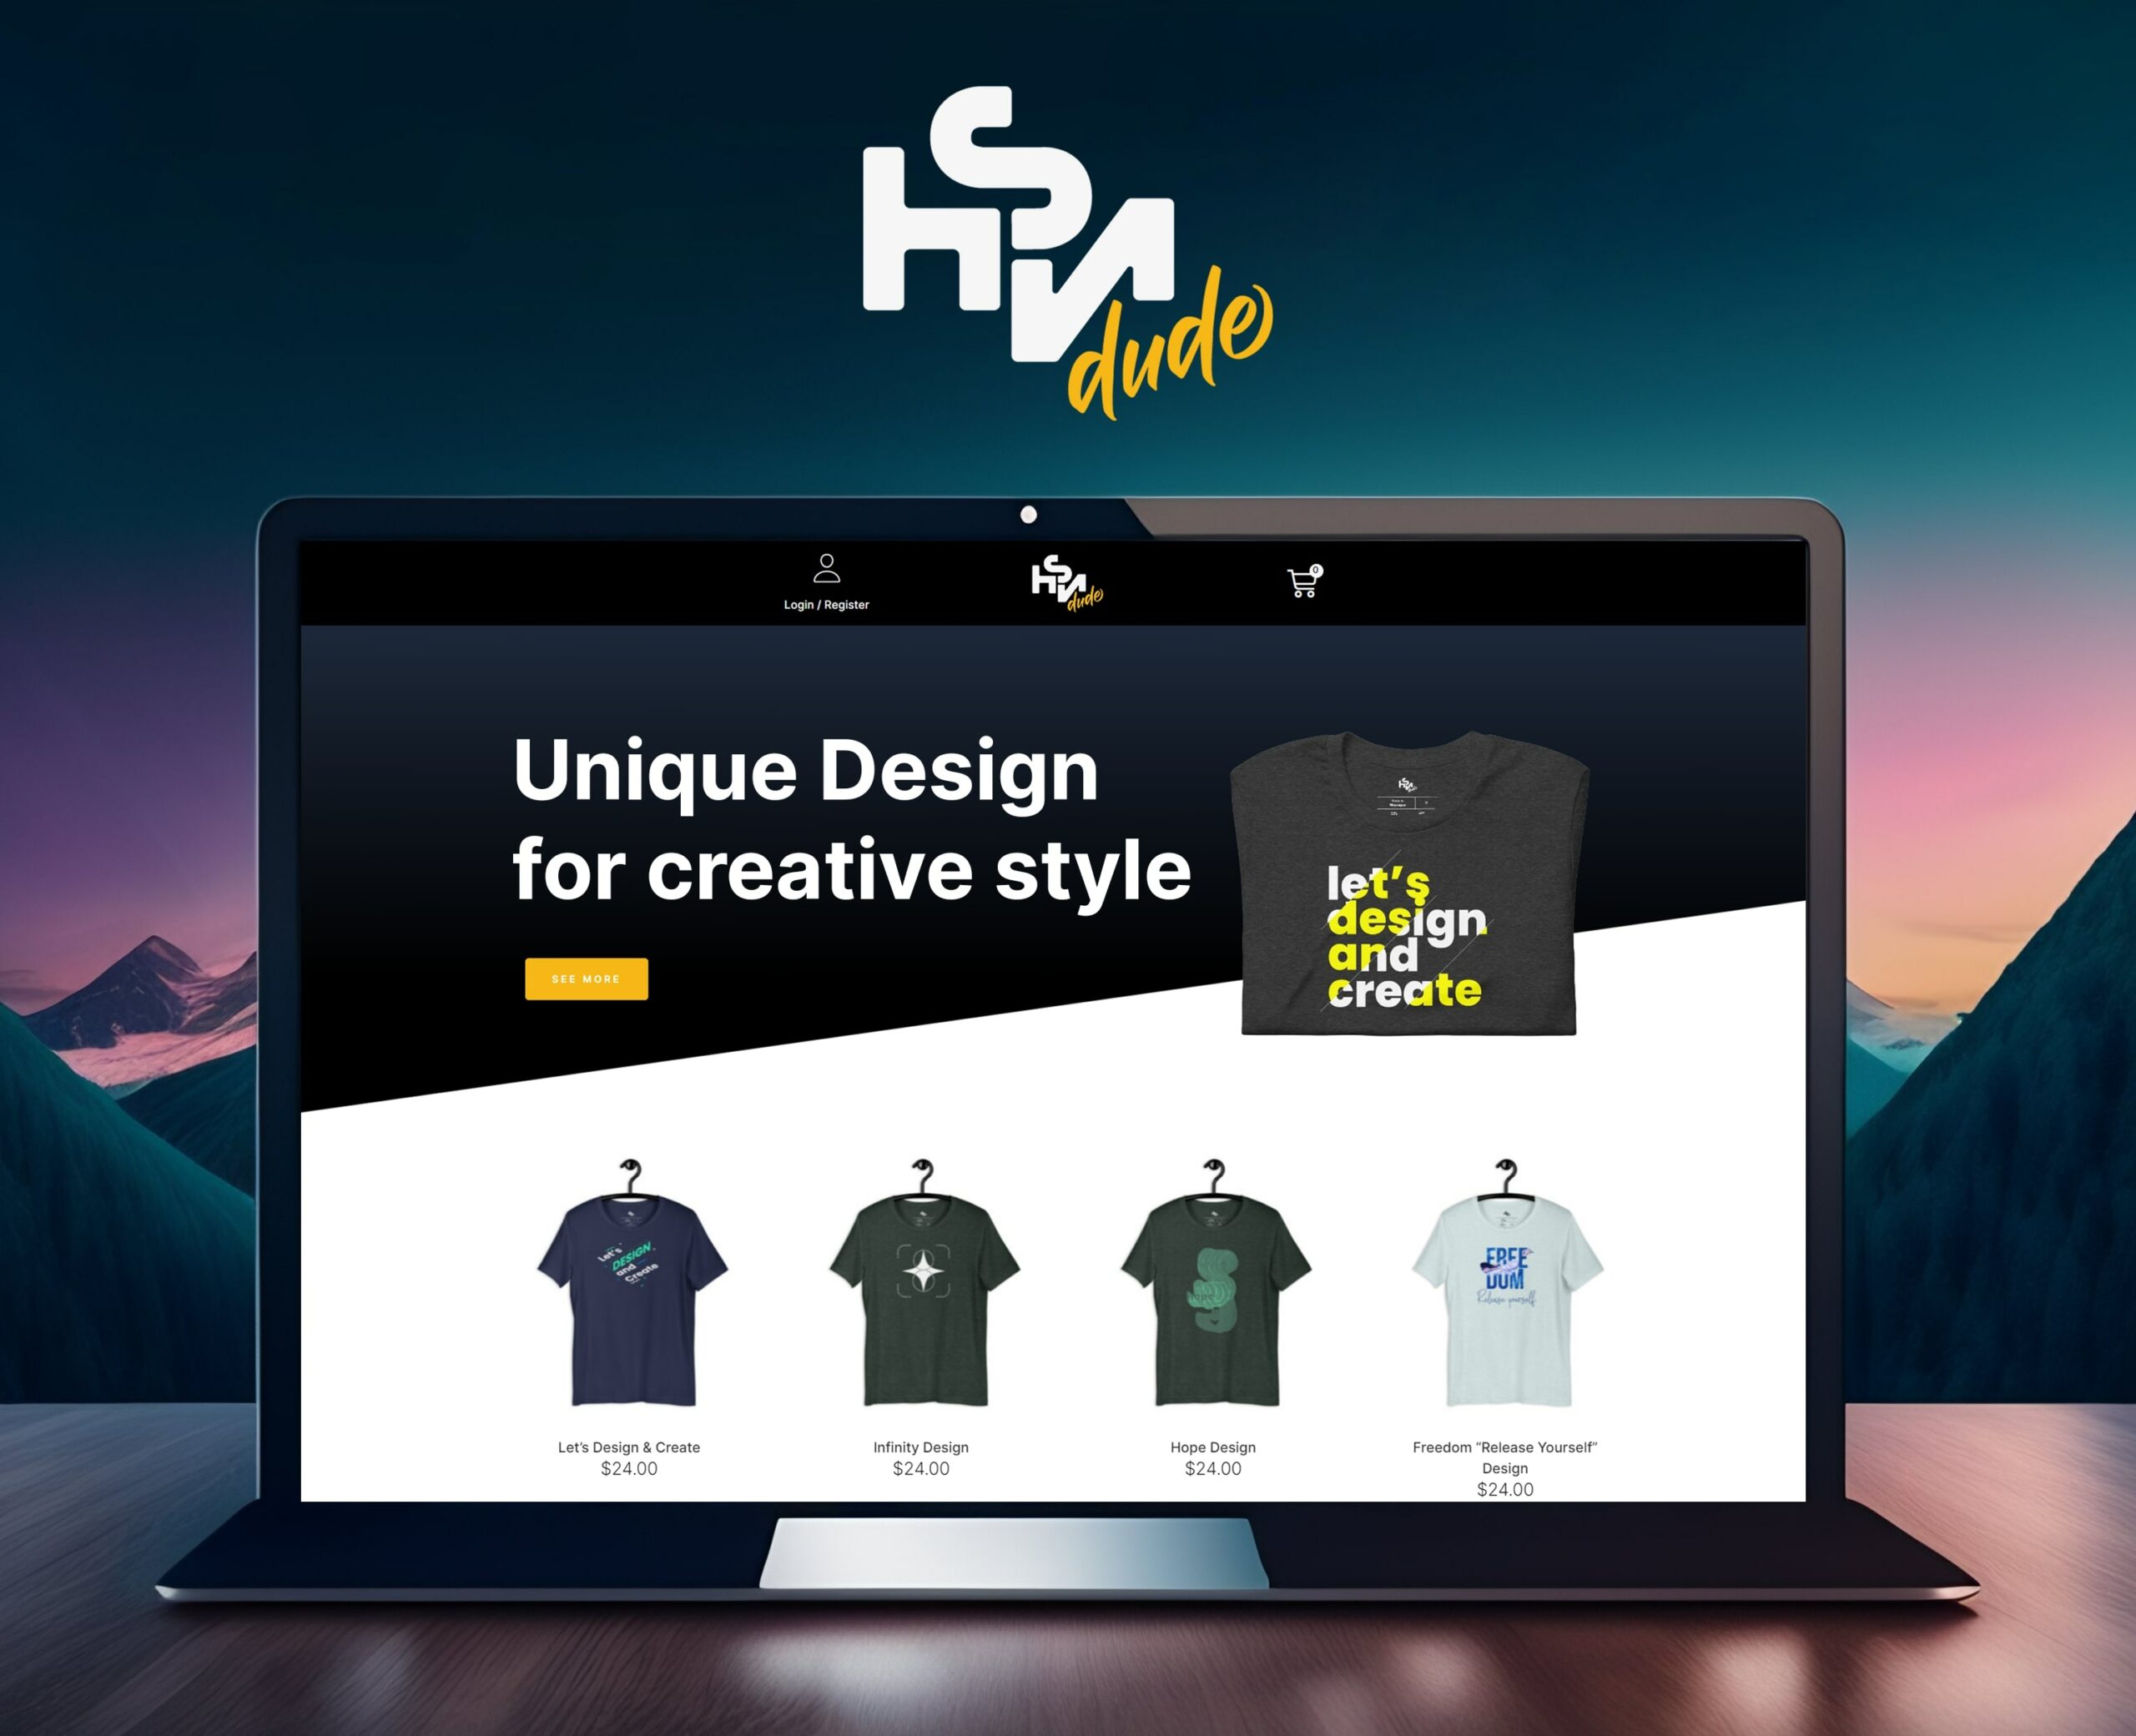 HSN
dude
Login / Register
HSN
dude
0
Unique Design
for creative style
SEE MORE
let’s
design
and
create
Let's
DESIGN
and
Create
hope
FREE
DOM
Release yourself
Let’s Design & Create
$24.00
Infinity Design
$24.00
Hope Design
$24.00
Freedom “Release Yourself”
Design
$24.00